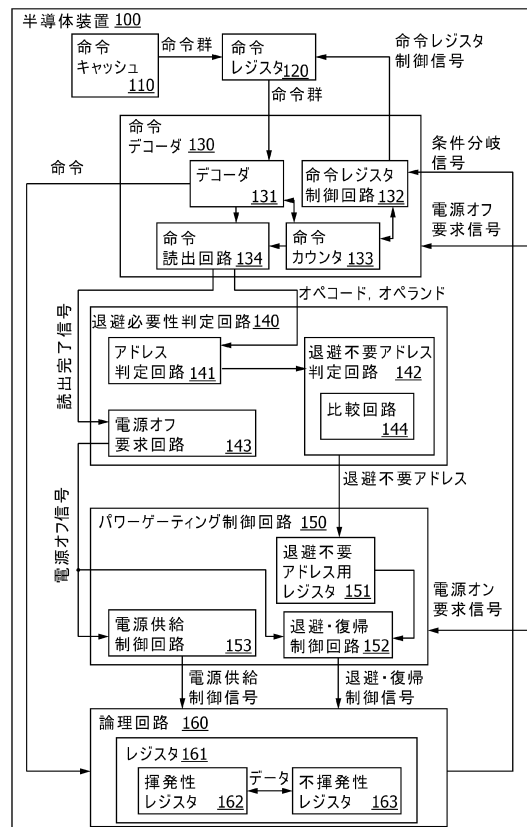 半導体装置 100
命令
キャッシュ
110
命令群
命令
レジスタ
120
命令レジスタ
制御信号
命令群
命令
デコーダ 130
命令
デコーダ
131
命令レジスタ
制御回路 132
条件分岐
信号
命令
読出回路 134
命令
カウンタ 133
電源オフ
要求信号
オペコード, オペランド
読出完了信号
退避必要性判定回路 140
アドレス
判定回路 141
退避不要アドレス
判定回路 142
比較回路
144
電源オフ
要求回路 143
退避不要アドレス
電源オフ信号
パワーゲーティング制御回路 150
退避不要
アドレス用
レジスタ 151
電源オン
要求信号
電源供給
制御回路 153
退避・復帰
制御回路 152
電源供給
制御信号
退避・復帰
制御信号
論理回路 160
レジスタ 161
揮発性
レジスタ 162
データ
不揮発性
レジスタ 163